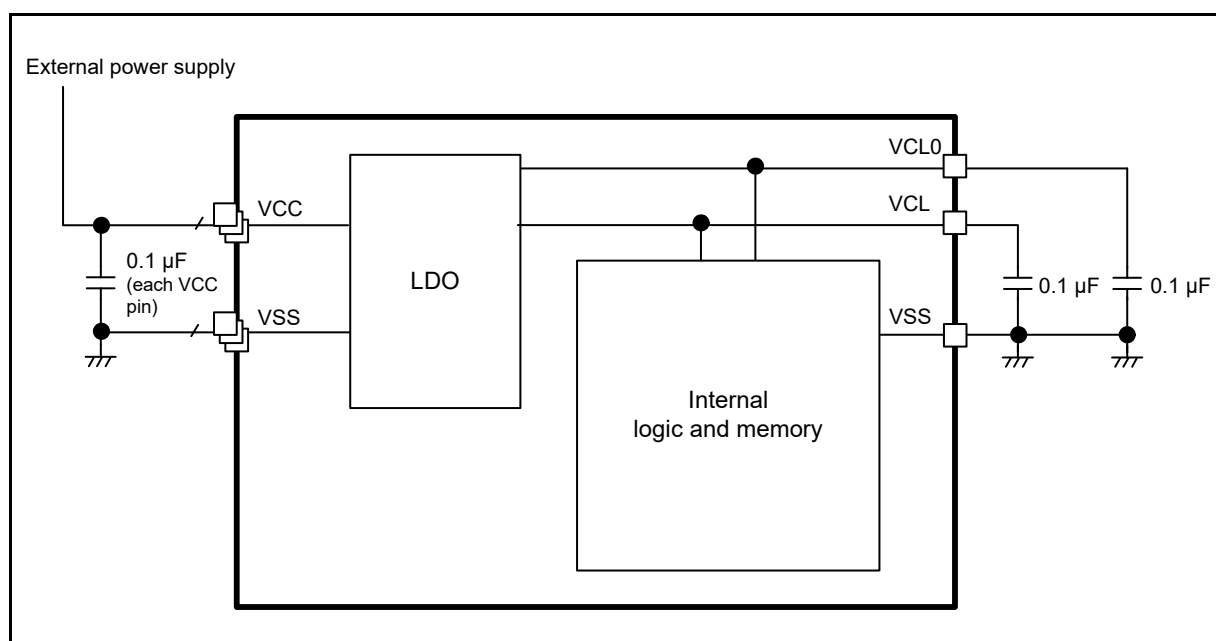 External power supply
VCL0
VCC
VCL
0.1 µF
(each VCC
pin)
LDO
0.1 µF
0.1 µF
VSS
VSS
Internal
logic and memory